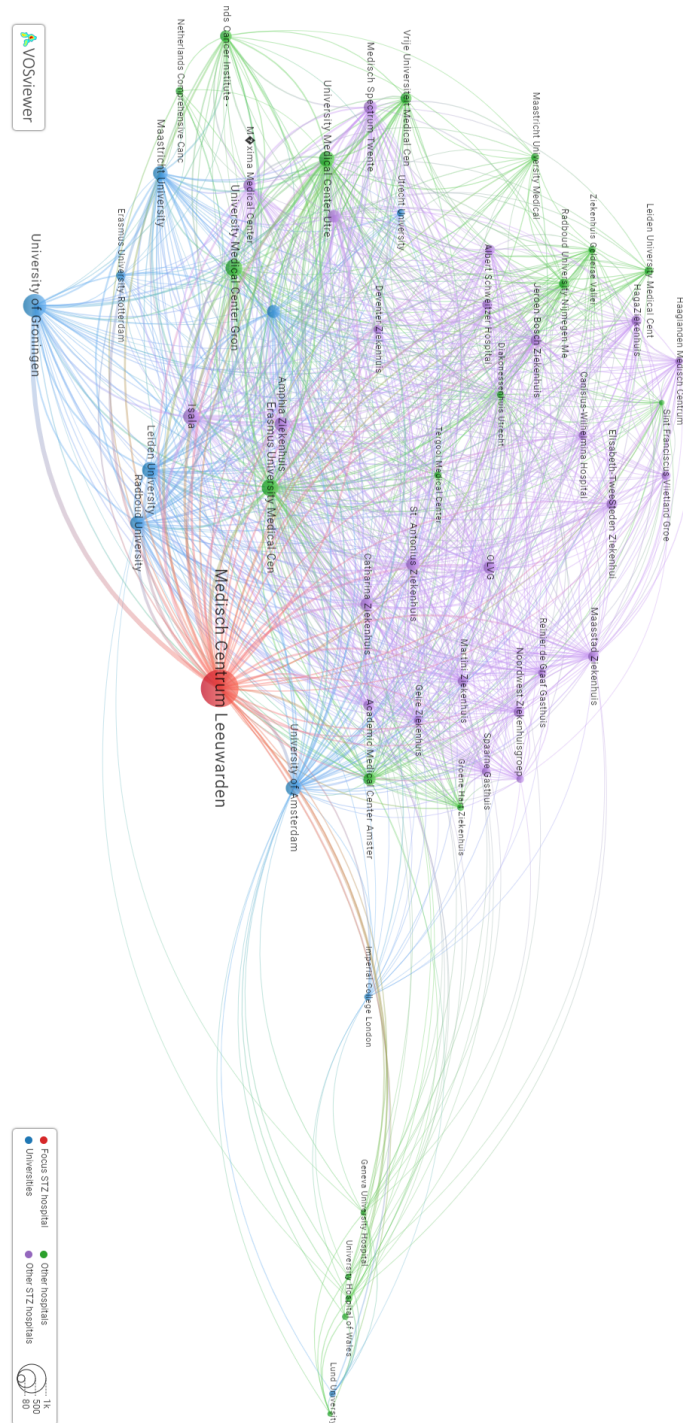 VOSviewer
nds Cancer Institute -
Netherlands Comprehensive Canc
Maastricht University
M�xima Medical Center,
University Medical Center Gron
University Medical Center Utre
Medisch Spectrum Twente
Vrije Universiteit Medical Cen
Utrecht University
Maastricht University Medical
Ziekenhuis Gelderse Vallei
Radboud University Nijmegen Me
Leiden University Medical Cent
HagaZiekenhuis
Haaglanden Medisch Centrum
Albert Schweitzer Hospital
Jeroen Bosch Ziekenhuis
Deventer Ziekenhuis
Diakonessenhuis Utrecht
Canisius-Wilhelmina Hospital
Sint Franciscus Vlietland Groe
Elisabeth-TweeSteden Ziekenhui
Erasmus University Rotterdam
University of Groningen
Isala
Amphia Ziekenhuis
Erasmus University Medical Cen
Tergooi Medical Center
Leiden University
Radboud University
St. Antonius Ziekenhuis
OLVG
Catharina Ziekenhuis
Maasstad Ziekenhuis
Reinier de Graaf Gasthuis
Martini Ziekenhuis
Noordwest Ziekenhuisgroep
Medisch Centrum Leeuwarden
Gelre Ziekenhuis
Academic Medical Center Amster
Spaarne Gasthuis
Groene Hart Ziekenhuis
University of Amsterdam
Imperial College London
Geneva University Hospital
University Hospital of Wales
Lund University
Focus STZ hospital
Other hospitals
Universities
Other STZ hospitals
1k
500
80